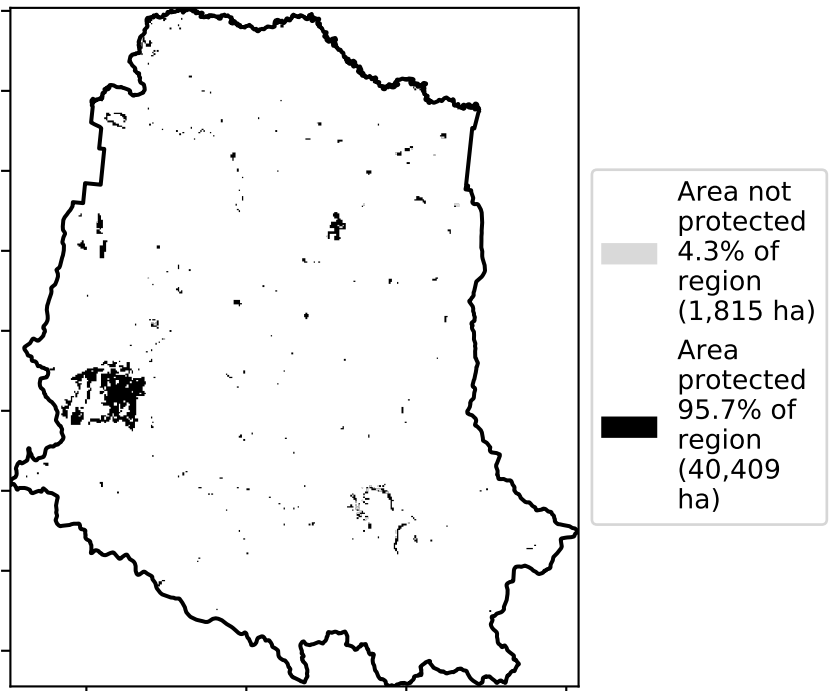 Area not
protected
4.3% of
region
(1,815 ha)
Area
protected
95.7% of
region
(40,409
ha)